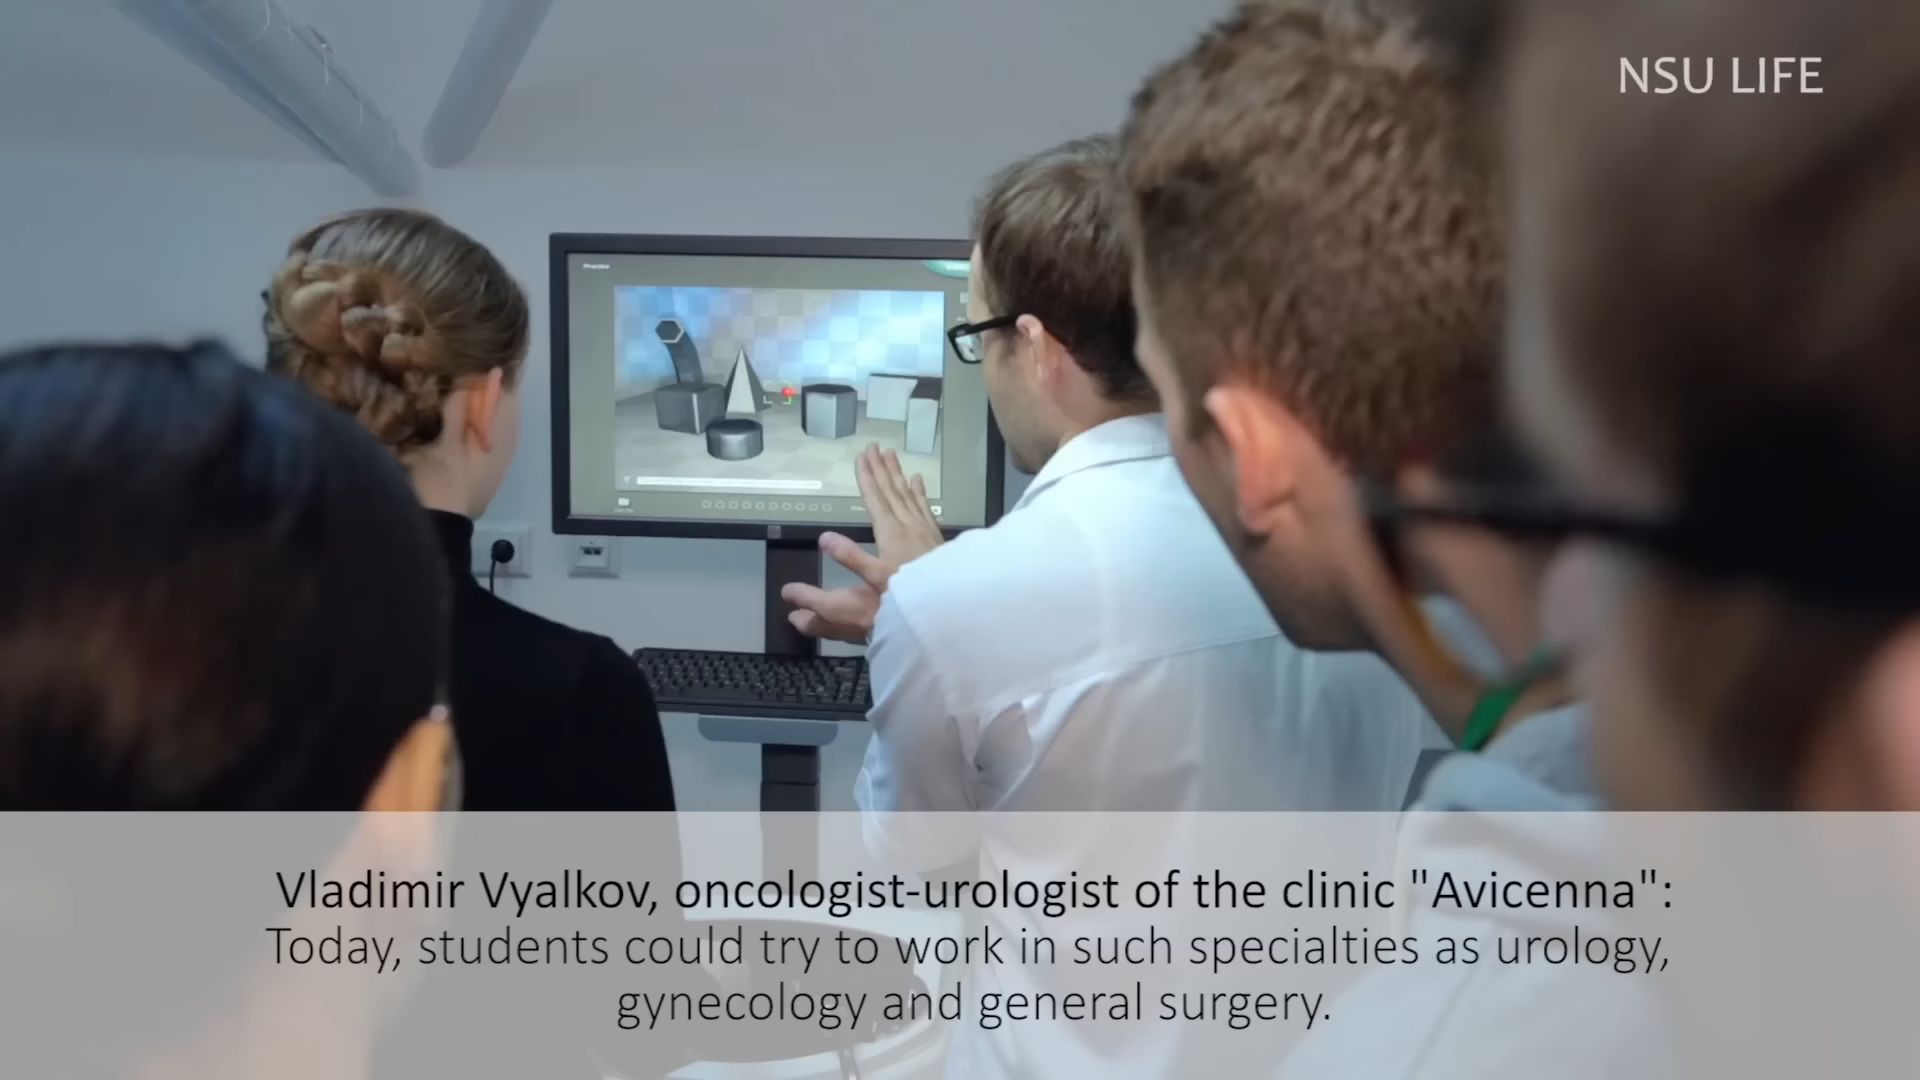 NSU LIFE
Practice
Vladimir Vyalkov, oncologist-urologist of the clinic "Avicenna":
Today, students could try to work in such specialties as urology,
gynecology and general surgery.